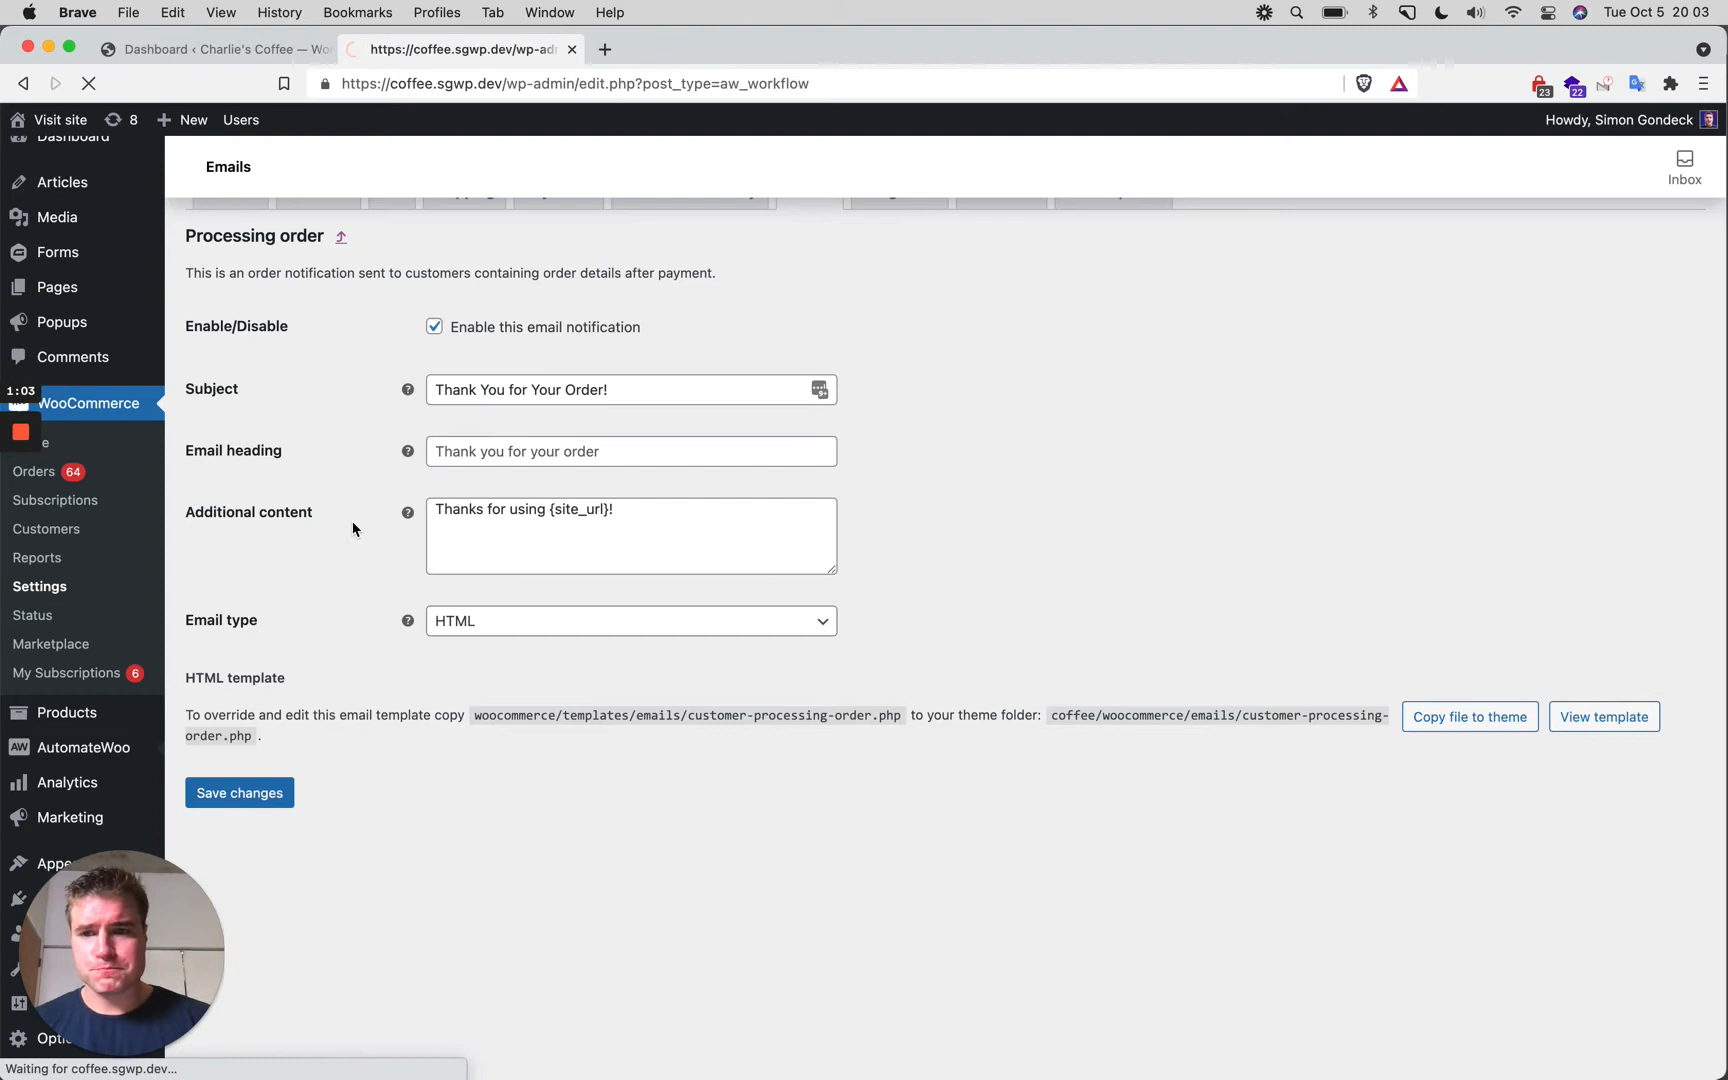 Brave File Edit View History Bookmarks Profiles Tab Window Help Tue Oct 5 20 03
Dashboard ‹ Charlie's Coffee — Wo https://coffee.sgwp.dev/wp-ad
https://coffee.sgwp.dev/wp-admin/edit.php?post_type=aw_workflow 23 22
Visit site 8 New Users Howdy, Simon Gondeck
Dashboard
Articles
Media
Forms
Pages
Popups
Comments
1:03
WooCommerce
Orders 64
Subscriptions
Customers
Reports
Settings
Status
Marketplace
My Subscriptions 6
Products
AW AutomateWoo
Analytics
Marketing
Appe
Opti
Emails
Inbox
Processing order
This is an order notification sent to customers containing order details after payment.
Enable/Disable Enable this email notification
Subject ? Thank You for Your Order! 9+
Email heading ? Thank you for your order
Additional content ? Thanks for using {site_url}!
Email type ? HTML
HTML template
To override and edit this email template copy woocommerce/templates/emails/customer-processing-order.php to your theme folder: coffee/woocommerce/emails/customer-processing-
order.php .
Copy file to theme View template
Save changes
Waiting for coffee.sgwp.dev...